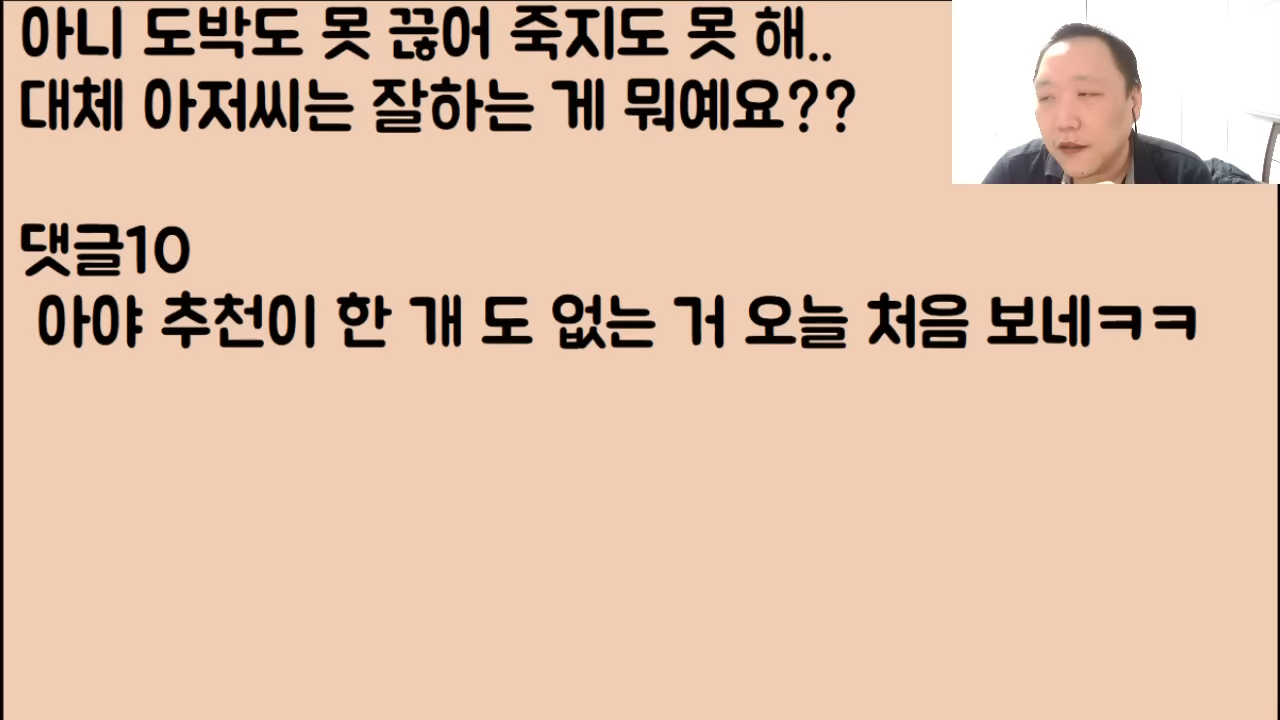 아니 도박도 못 끊어 죽지도 못 해..
대체 아저씨는 잘하는 게 뭐예요??
댓글10
아야 추천이 한 개 도 없는 거 오늘 처음 보네ㅋㅋ